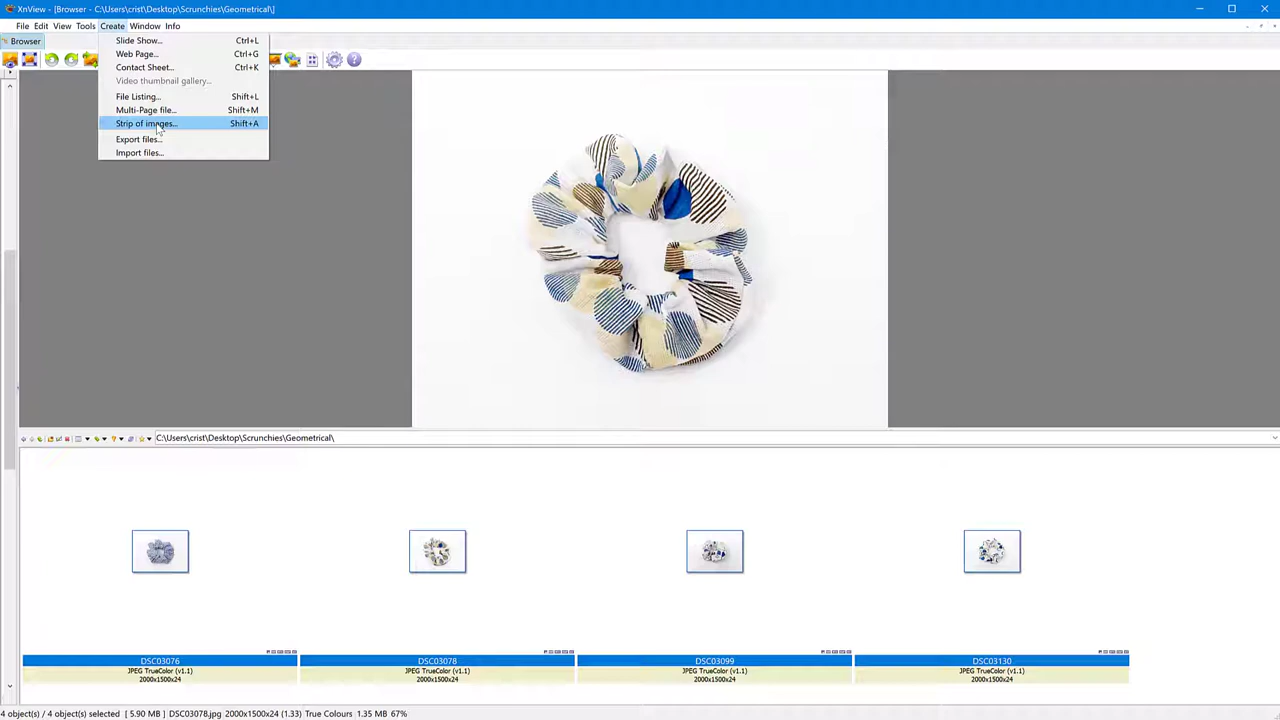 XnView - [Browser - C:\Users\crist\Desktop\Scrunchies\Geometrical\]
File Edit View Tools Create Window Info
Browser
Slide Show... Ctrl+L
Web Page... Ctrl+G
Contact Sheet... Ctrl+K
Video thumbnail gallery...
File Listing... Shift+L
Multi-Page file... Shift+M
Strip of images... Shift+A
Export files...
Import files...
C:\Users\crist\Desktop\Scrunchies\Geometrical\
DSC03076 DSC03078 DSC03099 DSC03130
JPEG TrueColor (v1.1) JPEG TrueColor (v1.1) JPEG TrueColor (v1.1) JPEG TrueColor (v1.1)
2000x1500x24 2000x1500x24 2000x1500x24 2000x1500x24
4 object(s) / 4 object(s) selected [ 5.90 MB ] DSC03078.jpg 2000x1500x24 (1.33) True Colours 1.35 MB 67%